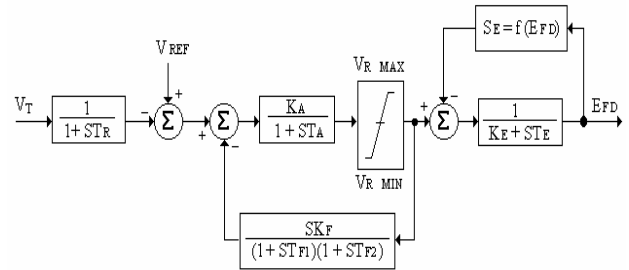 SE=f(EFD)
VREF
VR MAX
VT
1
1+STR
−
+
Σ
+
−
Σ
KA
1+STA
+
−
Σ
1
KE+STE
EFD
VR MIN
SKF
(1+STF1)(1+STF2)